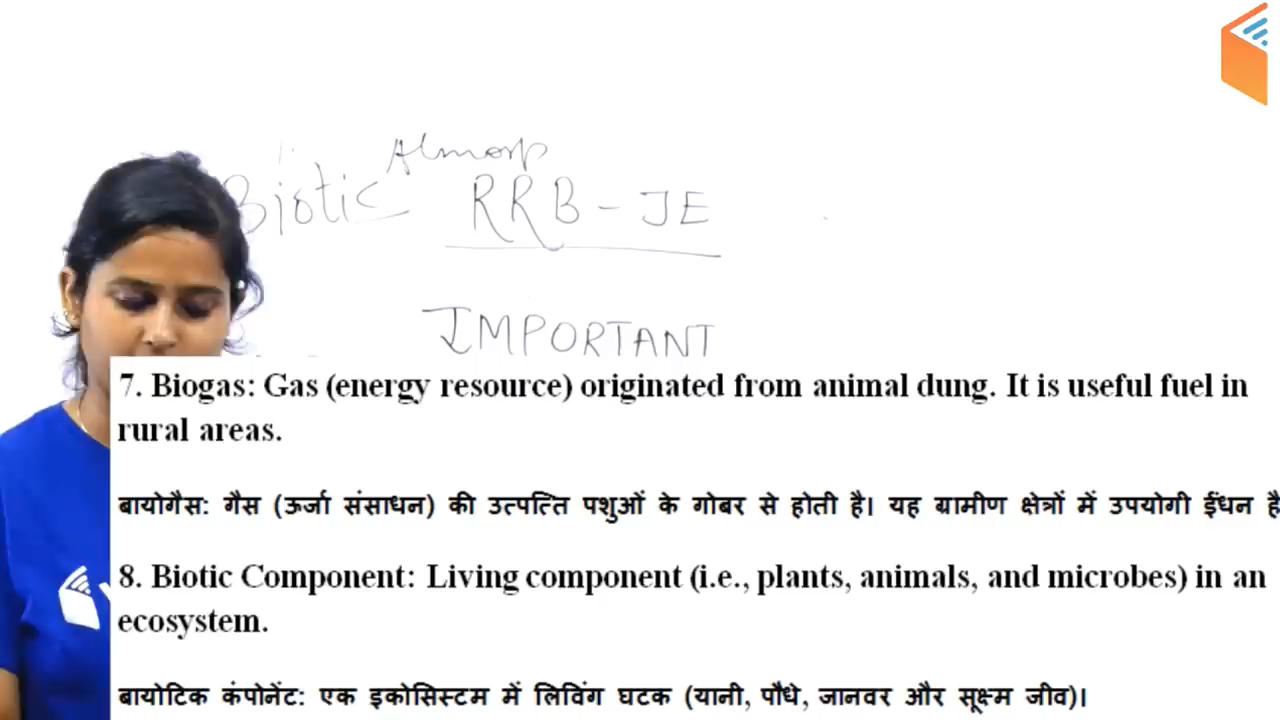 Biotic RRB-JE
IMPORTANT
7. Biogas: Gas (energy resource) originated from animal dung. It is useful fuel in
rural areas.
बायोगैस: गैस (ऊर्जा संसाधन) की उत्पत्ति पशुओं के गोबर से होती है। यह ग्रामीण क्षेत्रों में उपयोगी ईंधन है
8. Biotic Component: Living component (i.e., plants, animals, and microbes) in an
ecosystem.
बायोटिक कंपोनेंट: एक इकोसिस्टम में लिविंग घटक (यानी, पौधे, जानवर और सूक्ष्म जीव)।